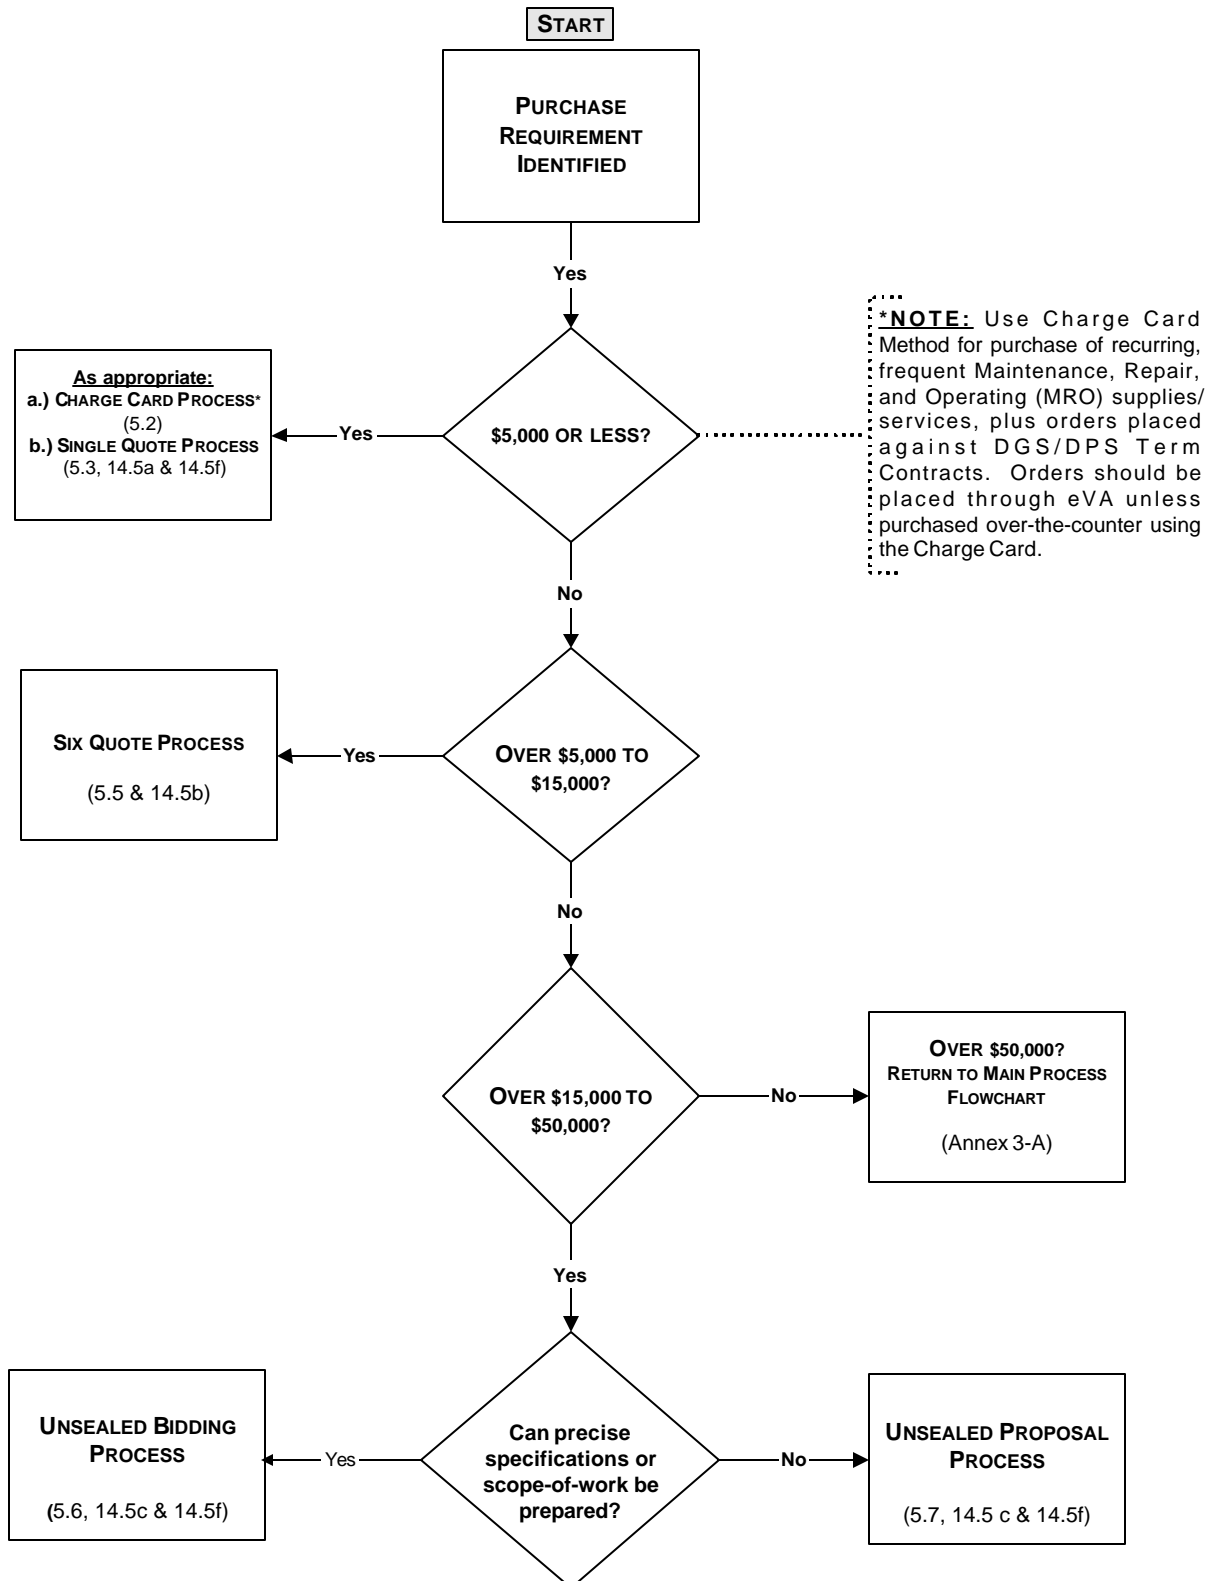 START
PURCHASE
REQUIREMENT
IDENTIFIED
Yes
As appropriate:
a.) CHARGE CARD PROCESS*
(5.2)
b.) SINGLE QUOTE PROCESS
(5.3, 14.5a & 14.5f)
Yes
$5,000 OR LESS?
*NOTE: Use Charge Card
Method for purchase of recurring,
frequent Maintenance, Repair,
and Operating (MRO) supplies/
services, plus orders placed
against DGS/DPS Term
Contracts. Orders should be
placed through eVA unless
purchased over-the-counter using
the Charge Card.
No
SIX QUOTE PROCESS
(5.5 & 14.5b)
Yes
OVER $5,000 TO
$15,000?
No
OVER $15,000 TO
$50,000?
No
OVER $50,000?
RETURN TO MAIN PROCESS
FLOWCHART
(Annex 3-A)
Yes
UNSEALED BIDDING
PROCESS
(5.6, 14.5c & 14.5f)
Yes
Can precise
specifications or
scope-of-work be
prepared?
No
UNSEALED PROPOSAL
PROCESS
(5.7, 14.5 c & 14.5f)